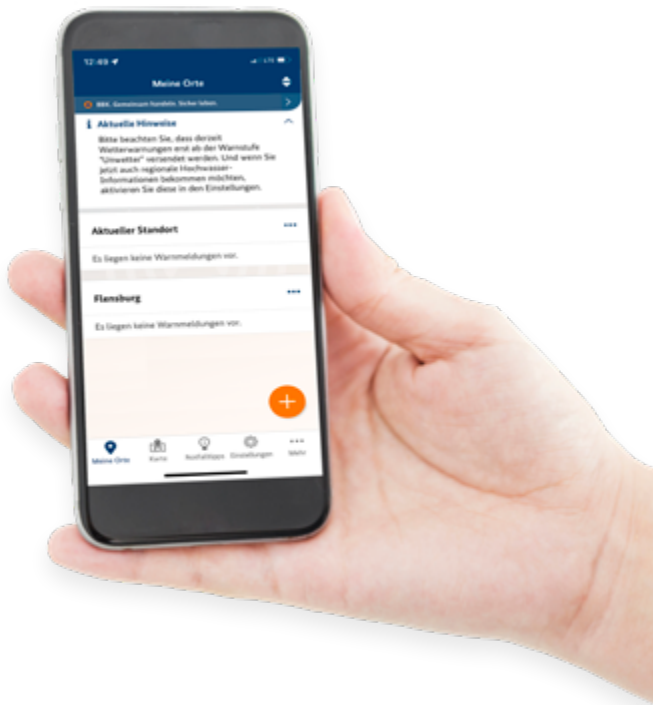 12:49
LTE
Meine Orte
BBK. Gemeinsam handeln. Sicher leben.
Aktuelle Hinweise
Bitte beachten Sie, dass derzeit
Wetterwarnungen erst ab der Warnstufe
"Unwetter" versendet werden. Und wenn Sie
jetzt auch regionale Hochwasser-
Informationen bekommen möchten,
aktivieren Sie diese in den Einstellungen.
Aktueller Standort
Es liegen keine Warnmeldungen vor.
Flensburg
Es liegen keine Warnmeldungen vor.
Meine Orte Karte Notfalltipps Einstellungen Mehr